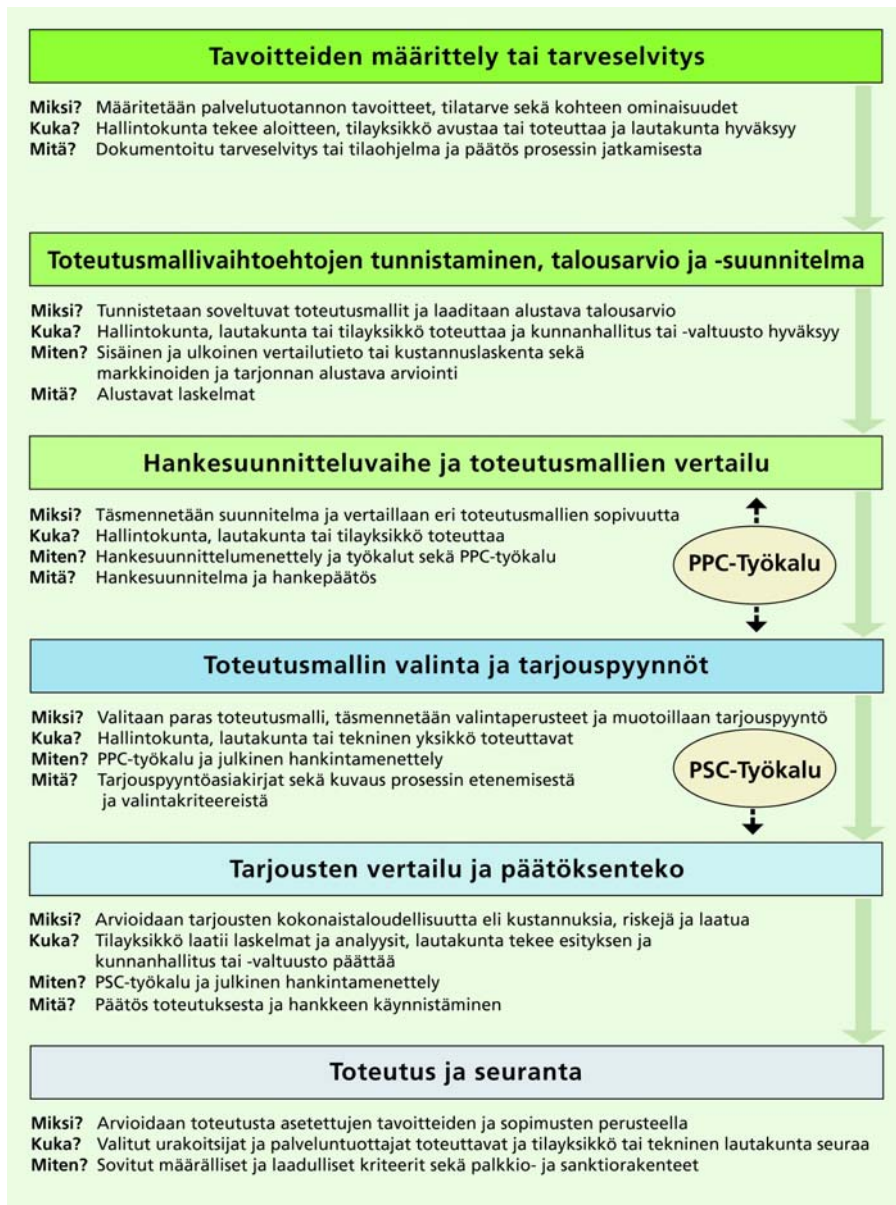 Tavoitteiden määrittely tai tarveselvitys
Miksi? Määritetään palvelutuotannon tavoitteet, tilatarve sekä kohteen ominaisuudet
Kuka? Hallintokunta tekee aloitteen, tilayksikkö avustaa tai toteuttaa ja lautakunta hyväksyy
Mitä? Dokumentoitu tarveselvitys tai tilaohjelma ja päätös prosessin jatkamisesta
Toteutusmallivaihtoehtojen tunnistaminen, talousarvio ja -suunnitelma
Miksi? Tunnistetaan soveltuvat toteutusmallit ja laaditaan alustava talousarvio
Kuka? Hallintokunta, lautakunta tai tilayksikkö toteuttaa ja kunnanhallitus tai -valtuusto hyväksyy
Miten? Sisäinen ja ulkoinen vertailutieto tai kustannuslaskenta sekä
markkinoiden ja tarjonnan alustava arviointi
Mitä? Alustavat laskelmat
Hankesuunnitteluvaihe ja toteutusmallien vertailu
Miksi? Täsmennetään suunnitelma ja vertaillaan eri toteutusmallien sopivuutta
Kuka? Hallintokunta, lautakunta tai tilayksikkö toteuttaa
Miten? Hankesuunnittelumenettely ja työkalut sekä PPC-työkalu
Mitä? Hankesuunnitelma ja hankepäätös
PPC-Työkalu
Toteutusmallin valinta ja tarjouspyynnöt
Miksi? Valitaan paras toteutusmalli, täsmennetään valintaperusteet ja muotoillaan tarjouspyyntö
Kuka? Hallintokunta, lautakunta tai tekninen yksikkö toteuttavat
Miten? PPC-työkalu ja julkinen hankintamenettely
Mitä? Tarjouspyyntöasiakirjat sekä kuvaus prosessin etenemisestä
ja valintakriteereistä
PSC-Työkalu
Tarjousten vertailu ja päätöksenteko
Miksi? Arvioidaan tarjousten kokonaistaloudellisuutta eli kustannuksia, riskejä ja laatua
Kuka? Tilayksikkö laatii laskelmat ja analyysit, lautakunta tekee esityksen ja
kunnanhallitus tai -valtuusto päättää
Miten? PSC-työkalu ja julkinen hankintamenettely
Mitä? Päätös toteutuksesta ja hankkeen käynnistäminen
Toteutus ja seuranta
Miksi? Arvioidaan toteutusta asetettujen tavoitteiden ja sopimusten perusteella
Kuka? Valitut urakoitsijat ja palveluntuottajat toteuttavat ja tilayksikkö tai tekninen lautakunta seuraa
Miten? Sovitut määrälliset ja laadulliset kriteerit sekä palkkio- ja sanktiorakenteet